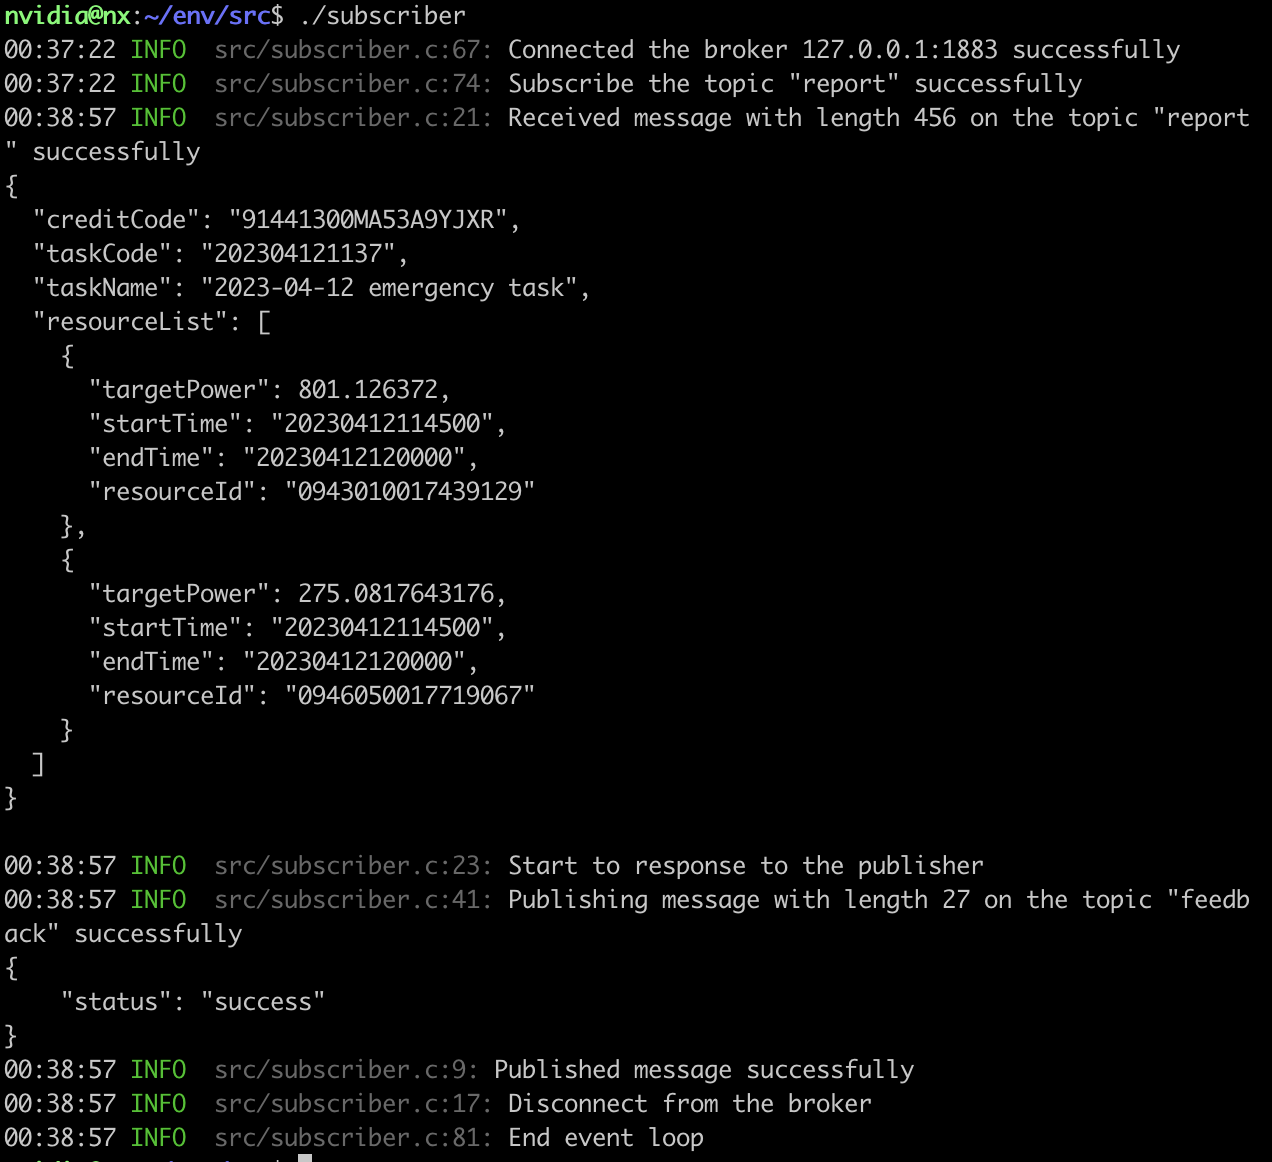 nvidia@nx:~/env/src$ ./subscriber
00:37:22 INFO  src/subscriber.c:67: Connected the broker 127.0.0.1:1883 successfully
00:37:22 INFO  src/subscriber.c:74: Subscribe the topic "report" successfully
00:38:57 INFO  src/subscriber.c:21: Received message with length 456 on the topic "report
" successfully
{
  "creditCode": "91441300MA53A9YJXR",
  "taskCode": "202304121137",
  "taskName": "2023-04-12 emergency task",
  "resourceList": [
    {
      "targetPower": 801.126372,
      "startTime": "20230412114500",
      "endTime": "20230412120000",
      "resourceId": "0943010017439129"
    },
    {
      "targetPower": 275.0817643176,
      "startTime": "20230412114500",
      "endTime": "20230412120000",
      "resourceId": "0946050017719067"
    }
  ]
}
00:38:57 INFO  src/subscriber.c:23: Start to response to the publisher
00:38:57 INFO  src/subscriber.c:41: Publishing message with length 27 on the topic "feedb
ack" successfully
{
    "status": "success"
}
00:38:57 INFO  src/subscriber.c:9: Published message successfully
00:38:57 INFO  src/subscriber.c:17: Disconnect from the broker
00:38:57 INFO  src/subscriber.c:81: End event loop